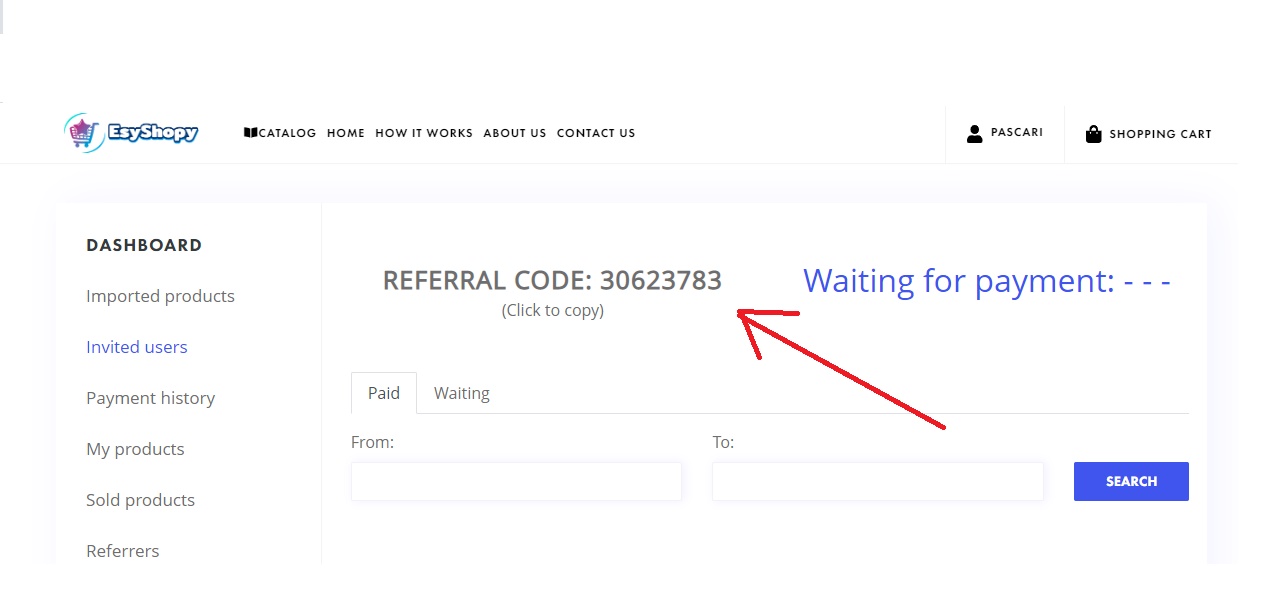 EsyShopy
CATALOG HOME HOW IT WORKS ABOUT US CONTACT US
PASCARI
SHOPPING CART
DASHBOARD
Imported products
Invited users
Payment history
My products
Sold products
Referrers
REFERRAL CODE: 30623783
(Click to copy)
Waiting for payment: - - -
Paid
Waiting
From:
To:
SEARCH